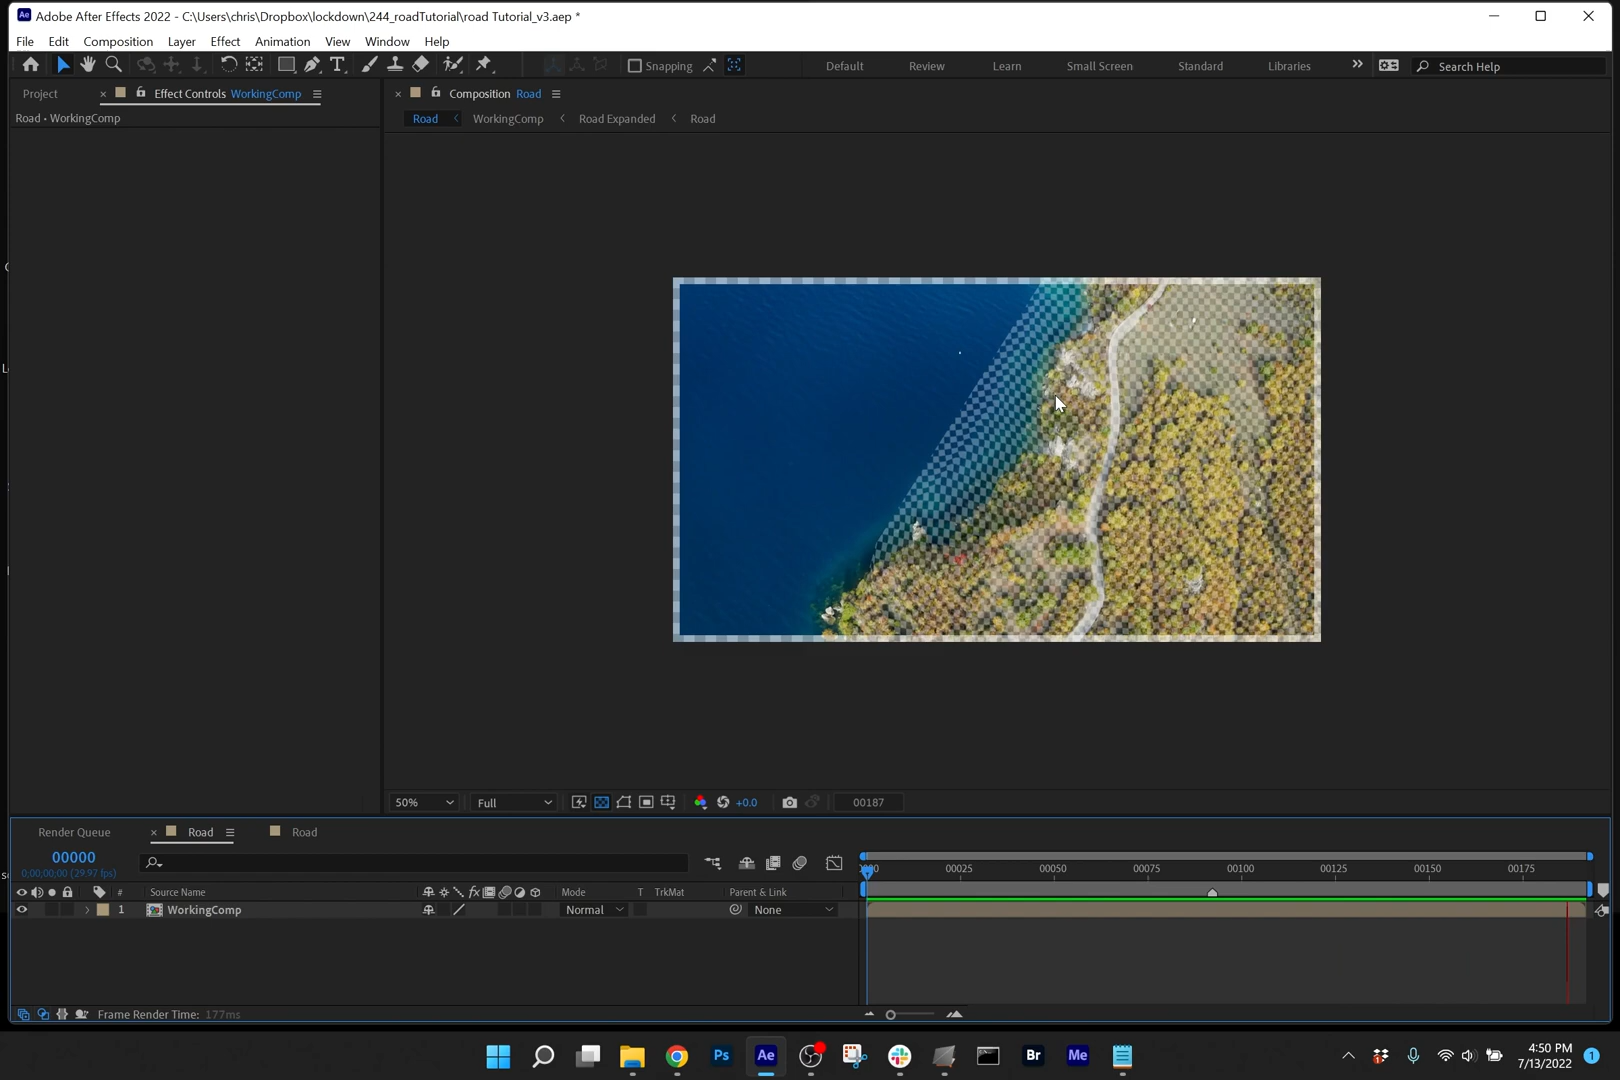 Adobe After Effects 2022 - C:\Users\chris\Dropbox\lockdown\244_roadTutorial\road Tutorial_v3.aep *
File Edit Composition Layer Effect Animation View Window Help
Snapping Default Review Learn Small Screen Standard Libraries Search Help
Project Effect Controls WorkingComp Composition Road
Road • WorkingComp Road WorkingComp Road Expanded Road
50% Full +0.0 00187
Render Queue Road Road
00000
0;00;00;00 (29.97 fps) 00025 00050 00075 00100 00125 00150 00175
# Source Name Mode T TrkMat Parent & Link
1 WorkingComp Normal None
Frame Render Time: 177ms
Ps Ae Br Me 4:50 PM
7/13/2022 1